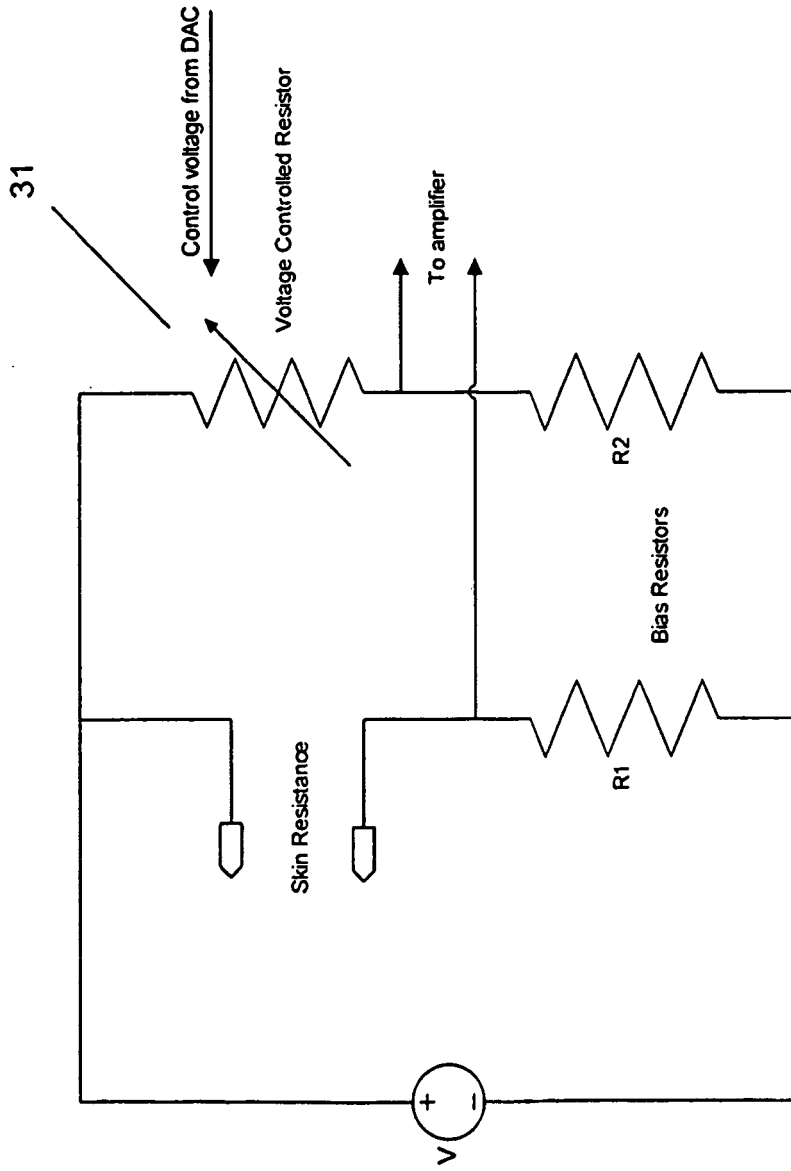 31
Control voltage from DAC
Voltage Controlled Resistor
To amplifier
Skin Resistance
R1
R2
Bias Resistors
V
+
−